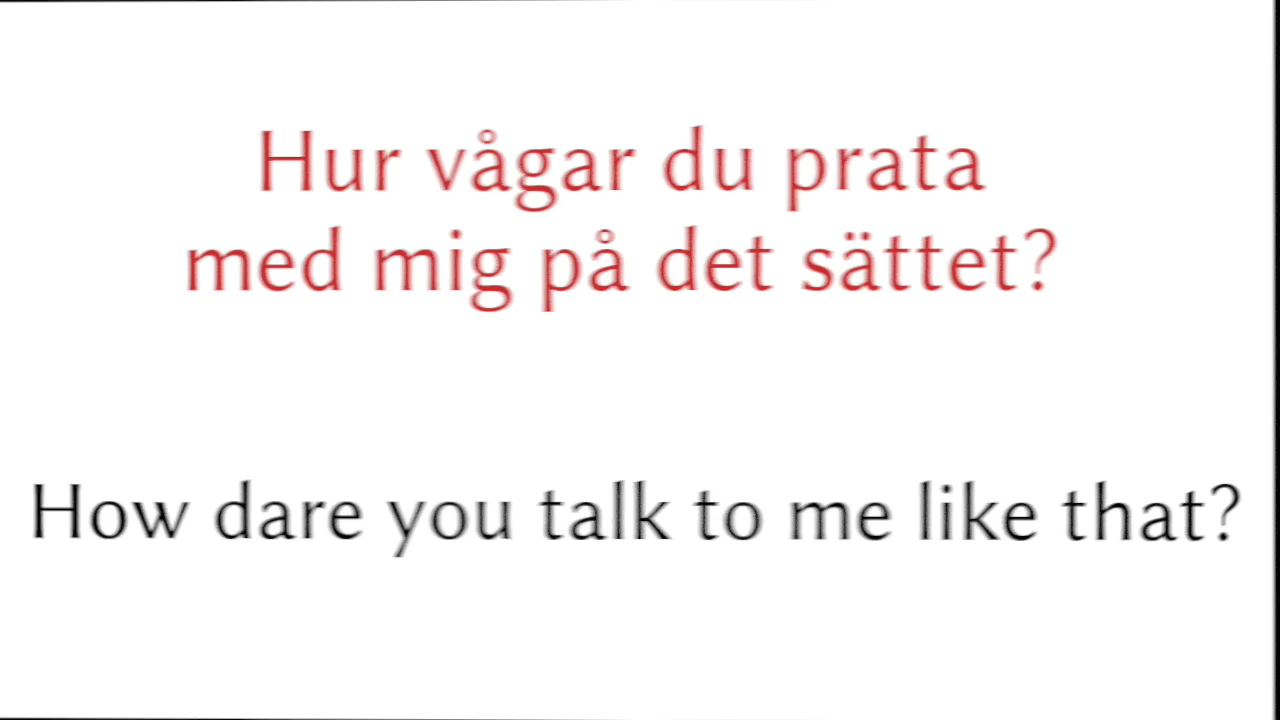 Hur vågar du prata
med mig på det sättet?
How dare you talk to me like that?